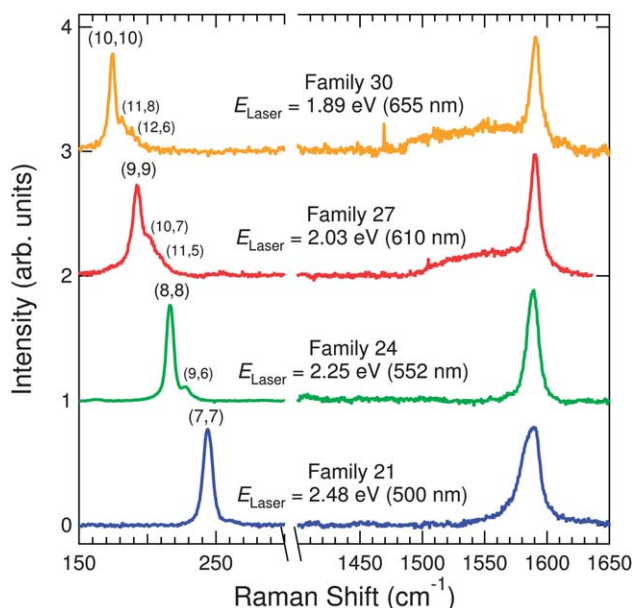 4
(10,10)
(11,8)
(12,6)
Family 30
E_Laser = 1.89 eV (655 nm)
3
(9,9)
(10,7)
(11,5)
Family 27
E_Laser = 2.03 eV (610 nm)
2
(8,8)
(9,6)
Family 24
E_Laser = 2.25 eV (552 nm)
1
(7,7)
Family 21
E_Laser = 2.48 eV (500 nm)
0
Intensity (arb. units)
150 250 1450 1500 1550 1600 1650
Raman Shift (cm⁻¹)